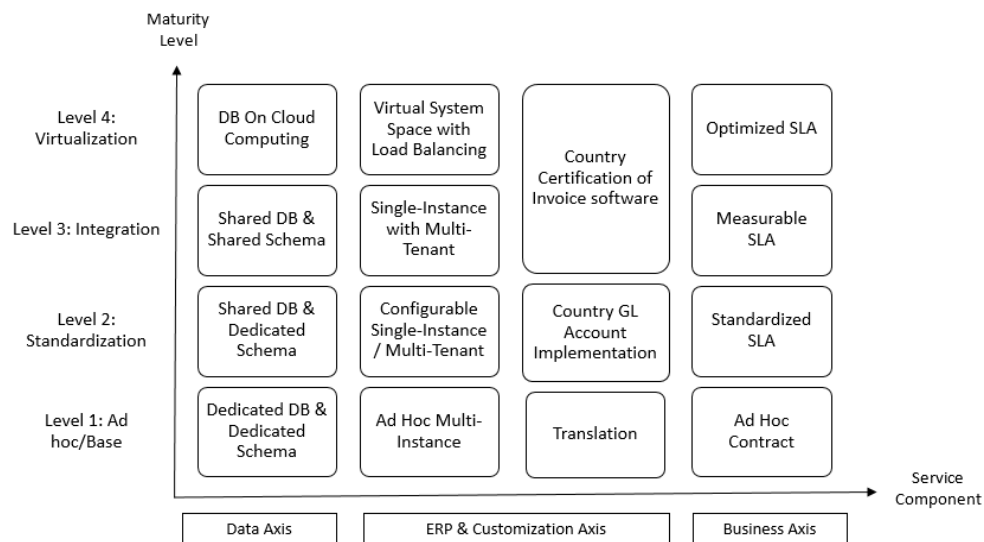 Maturity
Level
Level 4:
Virtualization
DB On Cloud
Computing
Virtual System
Space with
Load Balancing
Country
Certification of
Invoice software
Optimized SLA
Level 3: Integration
Shared DB &
Shared Schema
Single-Instance
with Multi-
Tenant
Measurable
SLA
Level 2:
Standardization
Shared DB &
Dedicated
Schema
Configurable
Single-Instance
/ Multi-Tenant
Country GL
Account
Implementation
Standardized
SLA
Level 1: Ad
hoc/Base
Dedicated DB &
Dedicated
Schema
Ad Hoc Multi-
Instance
Translation
Ad Hoc
Contract
Service
Component
Data Axis
ERP & Customization Axis
Business Axis